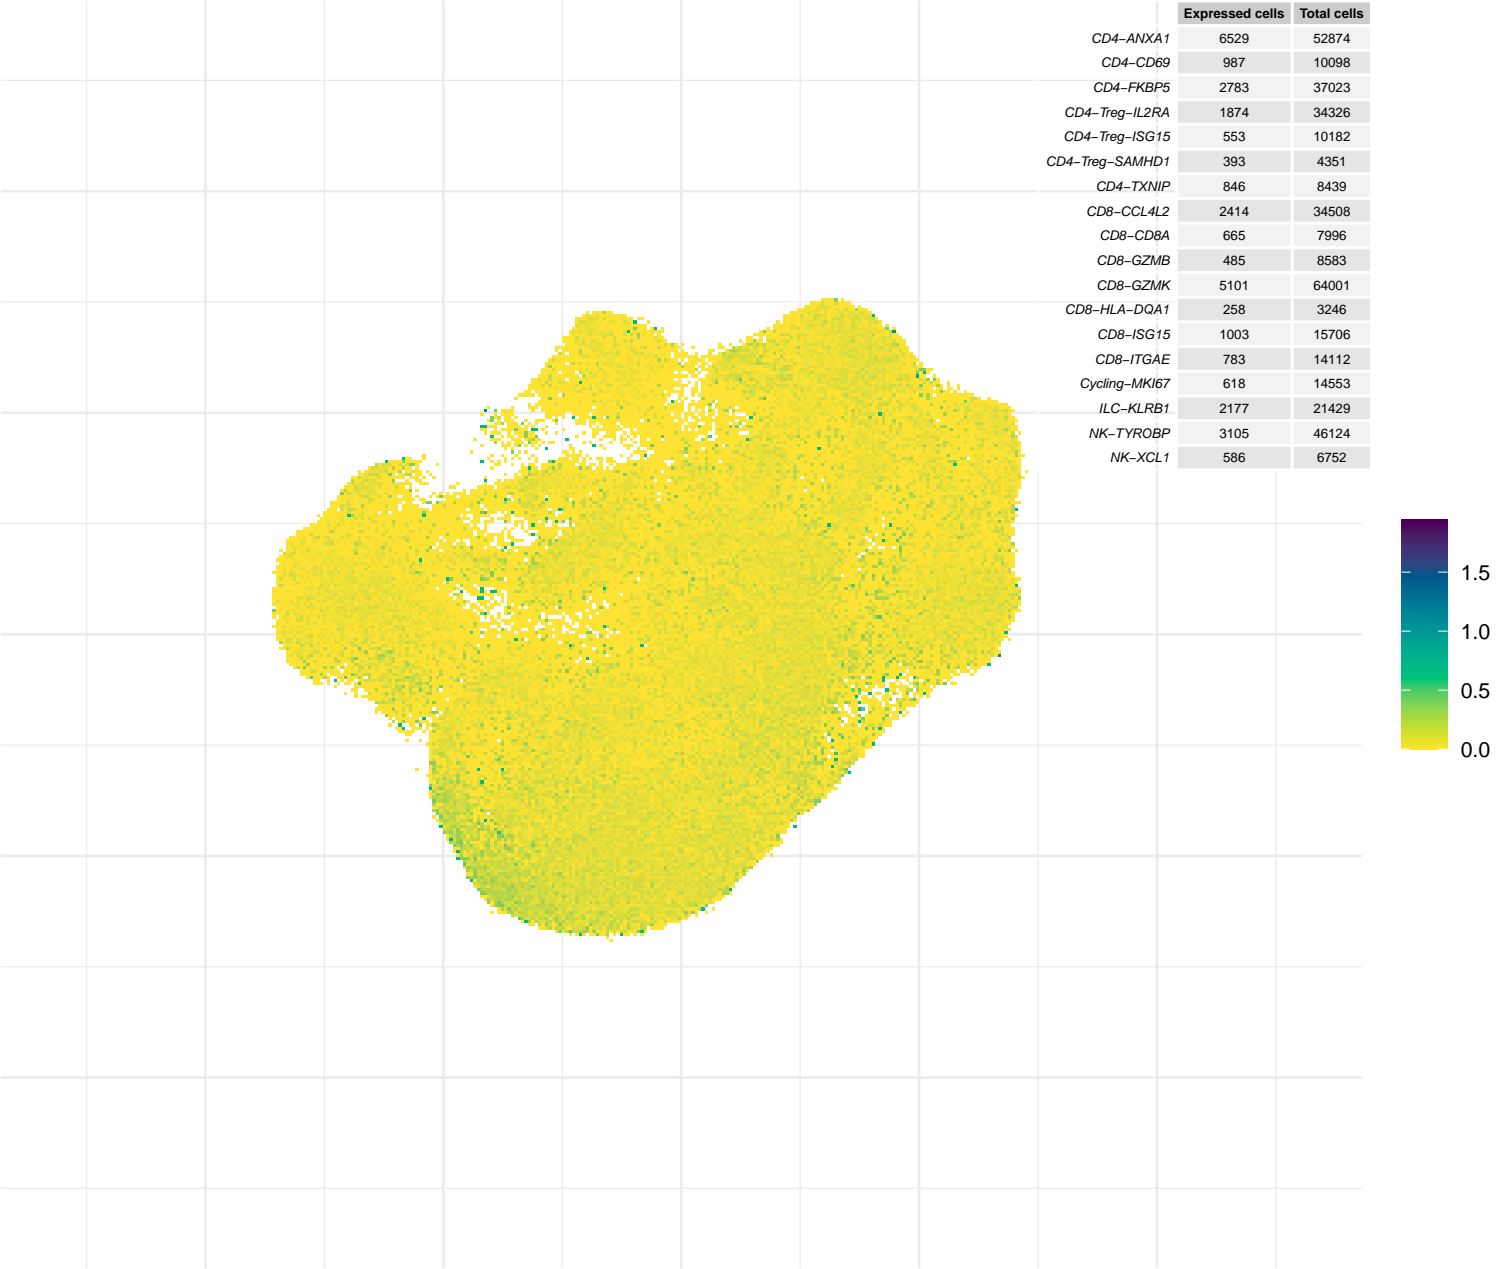 Expressed cells Total cells
CD4−ANXA1 6529 52874
CD4−CD69 987 10098
CD4−FKBP5 2783 37023
CD4−Treg−IL2RA 1874 34326
CD4−Treg−ISG15 553 10182
CD4−Treg−SAMHD1 393 4351
CD4−TXNIP 846 8439
CD8−CCL4L2 2414 34508
CD8−CD8A 665 7996
CD8−GZMB 485 8583
CD8−GZMK 5101 64001
CD8−HLA−DQA1 258 3246
CD8−ISG15 1003 15706
CD8−ITGAE 783 14112
Cycling−MKI67 618 14553
ILC−KLRB1 2177 21429
NK−TYROBP 3105 46124
NK−XCL1 586 6752
1.5
1.0
0.5
0.0